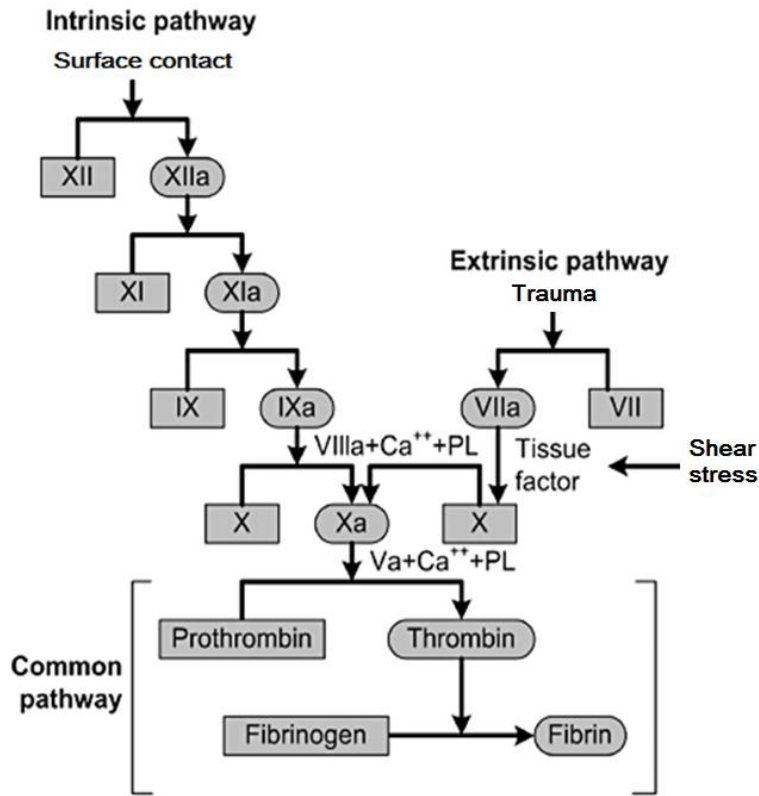 Intrinsic pathway
Surface contact
XII
XIIa
XI
XIa
Extrinsic pathway
Trauma
IX
IXa
VIIa
VII
VIIIa+Ca⁺⁺+PL
Tissue
factor
Shear
stress
X
Xa
X
Va+Ca⁺⁺+PL
Common
pathway
Prothrombin
Thrombin
Fibrinogen
Fibrin